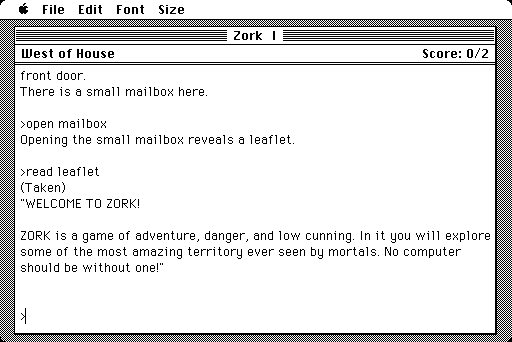 File Edit Font Size
Zork I
West of House Score: 0/2
front door.
There is a small mailbox here.
>open mailbox
Opening the small mailbox reveals a leaflet.
>read leaflet
(Taken)
"WELCOME TO ZORK!
ZORK is a game of adventure, danger, and low cunning. In it you will explore
some of the most amazing territory ever seen by mortals. No computer
should be without one!"
>